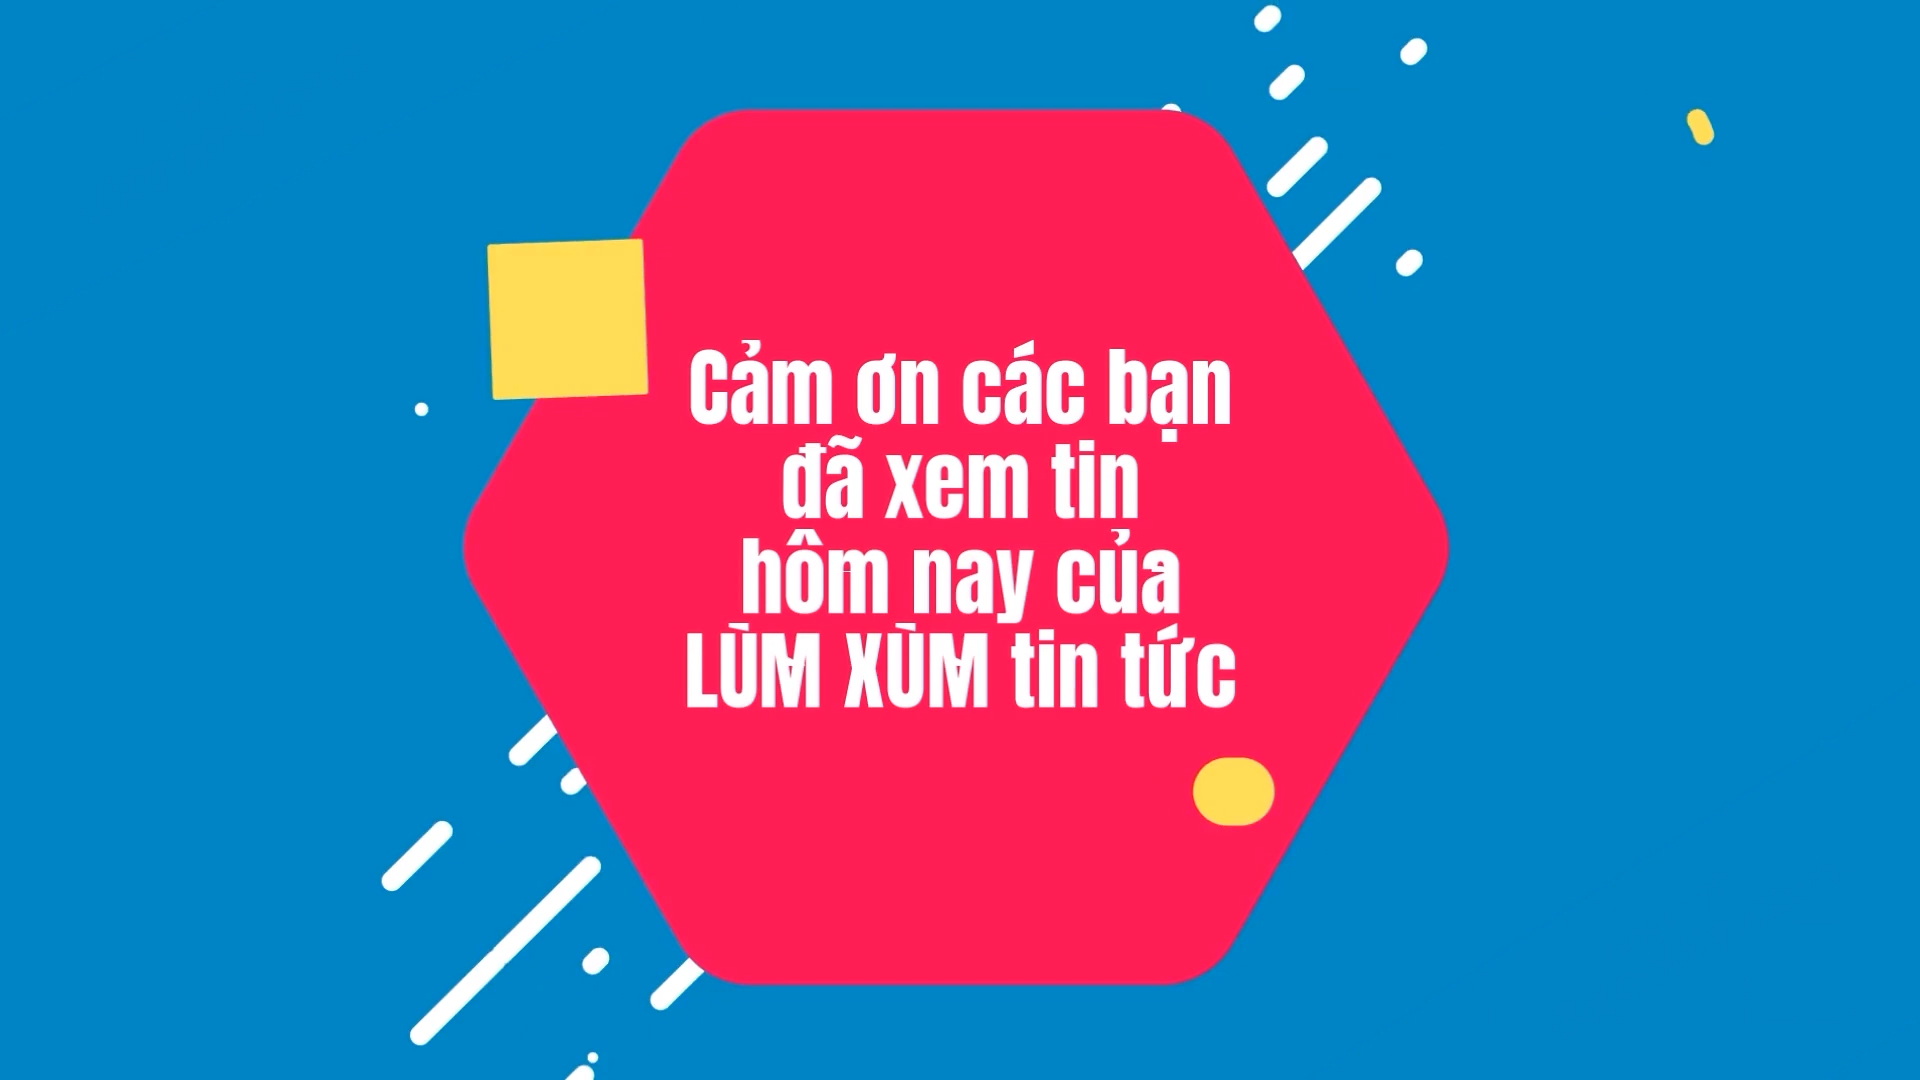 Cảm ơn các bạn
đã xem tin
hôm nay của
LÙM XÙM tin tức